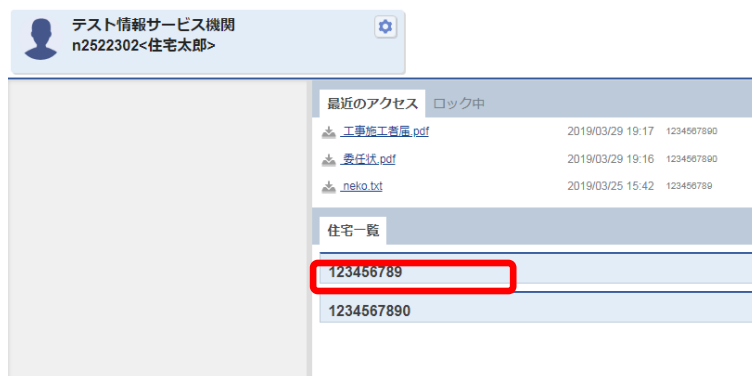 テスト情報サービス機関
n2522302<住宅太郎>
最近のアクセス ロック中
工事施工者届.pdf 2019/03/29 19:17 1234567890
委任状.pdf 2019/03/29 19:16 1234567890
neko.txt 2019/03/25 15:42 123456789
住宅一覧
123456789
1234567890